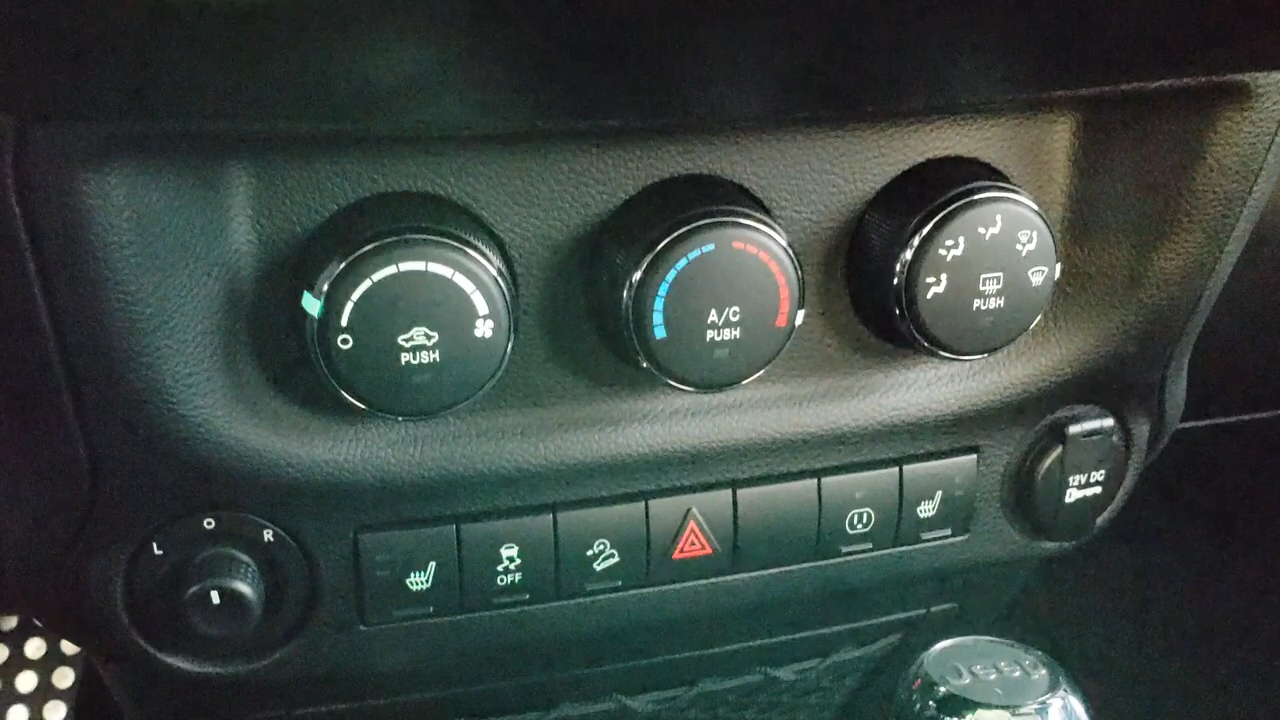 PUSH
A/C
PUSH
PUSH
12V DC
L
O
R
OFF
Jeep